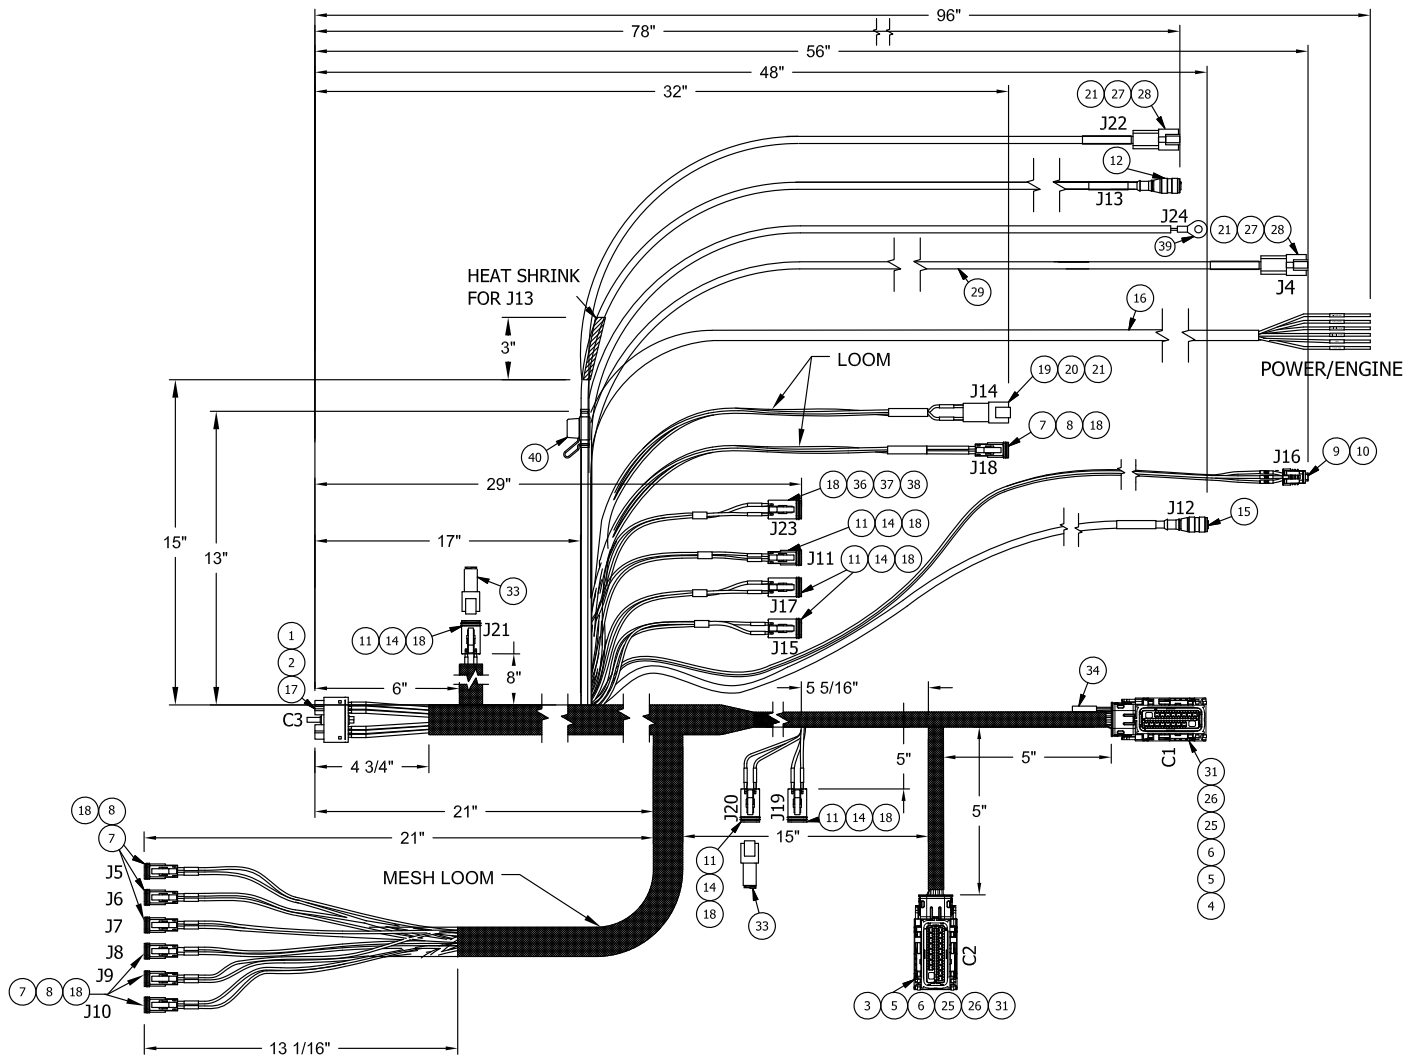 96"
78"
56"
48"
32"
21 27 28
J22
12
J13
J24
39
21 27 28
J4
HEAT SHRINK
FOR J13
29
16
3"
LOOM
POWER/ENGINE
J14
19 20 21
7 8 18
J18
40
9 10
J16
29"
18 36 37 38
J23
J12
15
15"
13"
17"
11 14 18
J11
11 14 18
J17
33
J21
11 14 18
J15
1
2
17
6"
8"
5 5/16"
34
C3
C1
4 3/4"
5"
5"
31
26
25
6
5
4
21"
J20
J19
11 14 18
5"
18 8
7
21"
15"
11
14
18
33
J5
MESH LOOM
J6
J7
J8
J9
7 8 18
J10
C2
3 5 6 25 26 31
13 1/16"